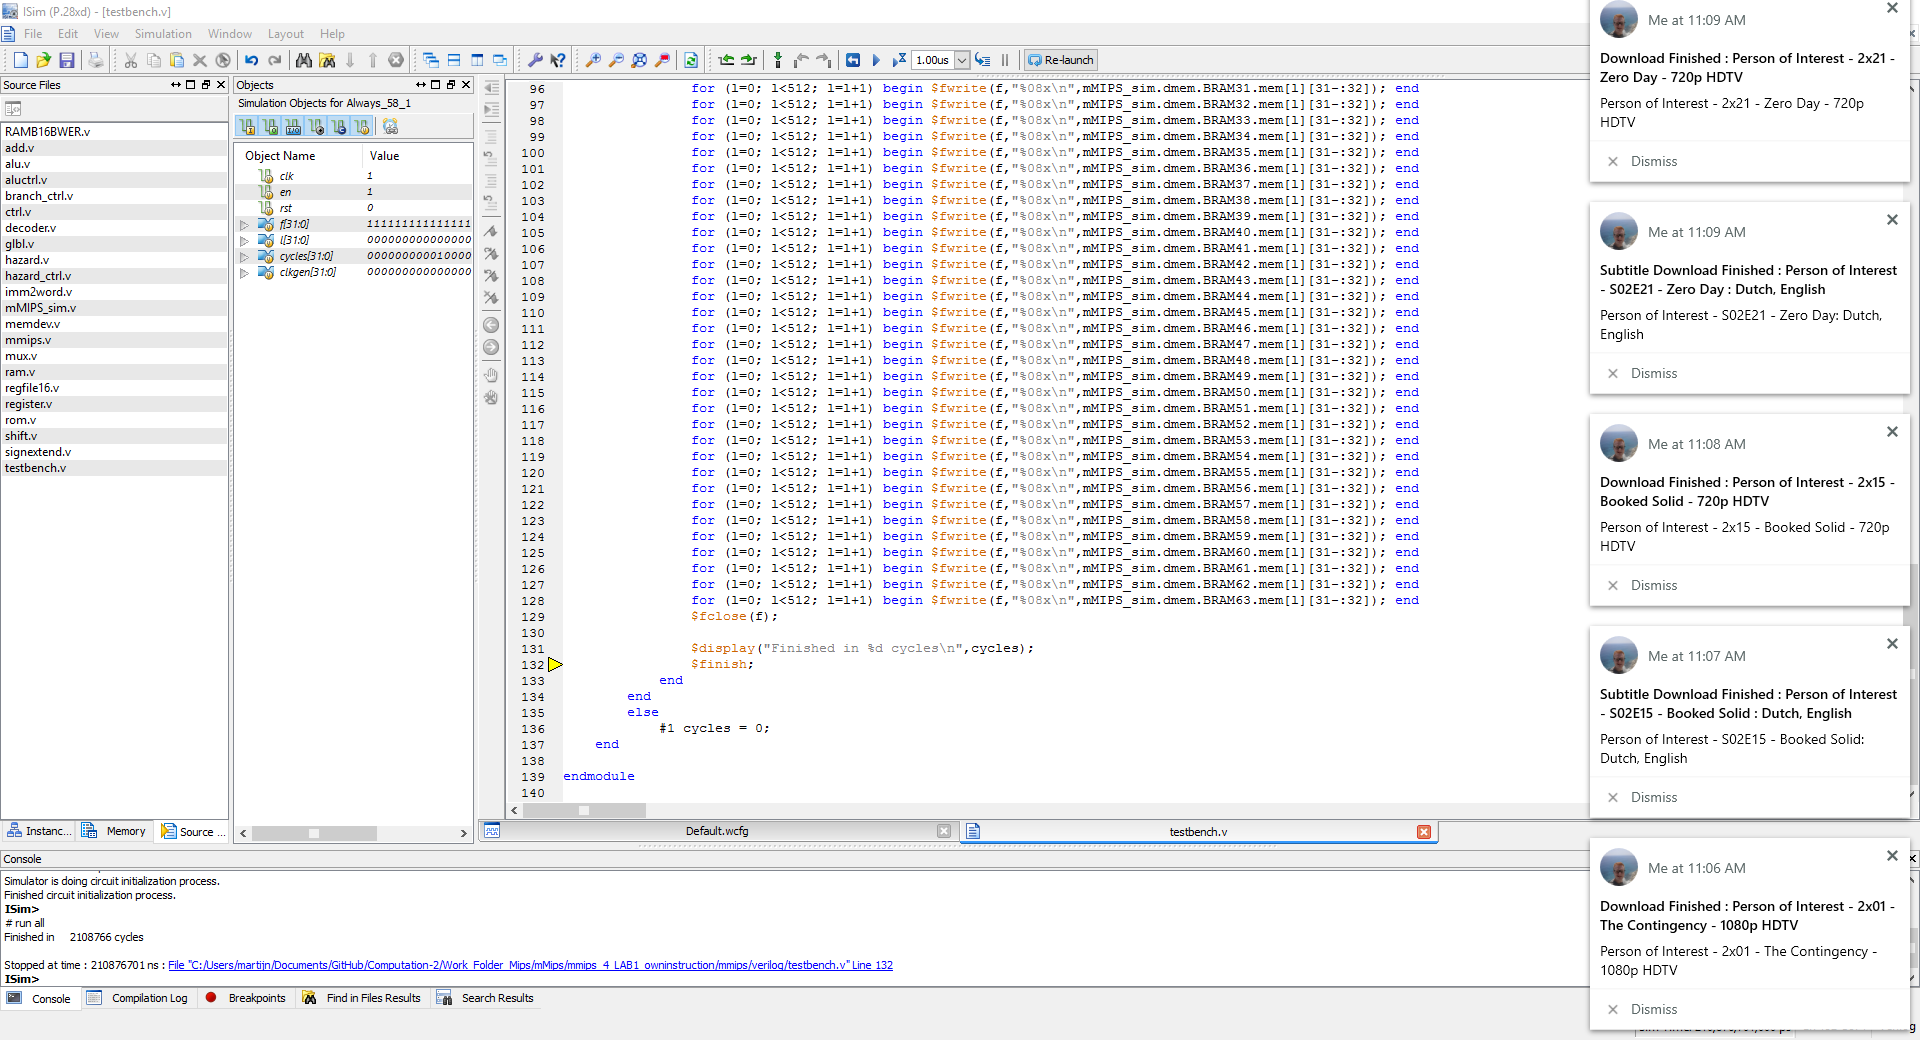 ISim (P.28xd) - [testbench.v]
File Edit View Simulation Window Layout Help
1.00us Re-launch
Source Files
RAMB16BWER.v
add.v
alu.v
aluctrl.v
branch_ctrl.v
ctrl.v
decoder.v
glbl.v
hazard.v
hazard_ctrl.v
imm2word.v
mMIPS_sim.v
memdev.v
mmips.v
mux.v
ram.v
regfile16.v
register.v
rom.v
shift.v
signextend.v
testbench.v
Instanc... Memory Source ...
Objects
Simulation Objects for Always_58_1
Object Name Value
clk 1
en 1
rst 0
f[31:0] 1111111111111111
l[31:0] 0000000000000000
cycles[31:0] 0000000000010000
clkgen[31:0] 0000000000000000
96 for (l=0; l<512; l=l+1) begin $fwrite(f,"%08x\n",mMIPS_sim.dmem.BRAM31.mem[l][31-:32]); end
97 for (l=0; l<512; l=l+1) begin $fwrite(f,"%08x\n",mMIPS_sim.dmem.BRAM32.mem[l][31-:32]); end
98 for (l=0; l<512; l=l+1) begin $fwrite(f,"%08x\n",mMIPS_sim.dmem.BRAM33.mem[l][31-:32]); end
99 for (l=0; l<512; l=l+1) begin $fwrite(f,"%08x\n",mMIPS_sim.dmem.BRAM34.mem[l][31-:32]); end
100 for (l=0; l<512; l=l+1) begin $fwrite(f,"%08x\n",mMIPS_sim.dmem.BRAM35.mem[l][31-:32]); end
101 for (l=0; l<512; l=l+1) begin $fwrite(f,"%08x\n",mMIPS_sim.dmem.BRAM36.mem[l][31-:32]); end
102 for (l=0; l<512; l=l+1) begin $fwrite(f,"%08x\n",mMIPS_sim.dmem.BRAM37.mem[l][31-:32]); end
103 for (l=0; l<512; l=l+1) begin $fwrite(f,"%08x\n",mMIPS_sim.dmem.BRAM38.mem[l][31-:32]); end
104 for (l=0; l<512; l=l+1) begin $fwrite(f,"%08x\n",mMIPS_sim.dmem.BRAM39.mem[l][31-:32]); end
105 for (l=0; l<512; l=l+1) begin $fwrite(f,"%08x\n",mMIPS_sim.dmem.BRAM40.mem[l][31-:32]); end
106 for (l=0; l<512; l=l+1) begin $fwrite(f,"%08x\n",mMIPS_sim.dmem.BRAM41.mem[l][31-:32]); end
107 for (l=0; l<512; l=l+1) begin $fwrite(f,"%08x\n",mMIPS_sim.dmem.BRAM42.mem[l][31-:32]); end
108 for (l=0; l<512; l=l+1) begin $fwrite(f,"%08x\n",mMIPS_sim.dmem.BRAM43.mem[l][31-:32]); end
109 for (l=0; l<512; l=l+1) begin $fwrite(f,"%08x\n",mMIPS_sim.dmem.BRAM44.mem[l][31-:32]); end
110 for (l=0; l<512; l=l+1) begin $fwrite(f,"%08x\n",mMIPS_sim.dmem.BRAM45.mem[l][31-:32]); end
111 for (l=0; l<512; l=l+1) begin $fwrite(f,"%08x\n",mMIPS_sim.dmem.BRAM46.mem[l][31-:32]); end
112 for (l=0; l<512; l=l+1) begin $fwrite(f,"%08x\n",mMIPS_sim.dmem.BRAM47.mem[l][31-:32]); end
113 for (l=0; l<512; l=l+1) begin $fwrite(f,"%08x\n",mMIPS_sim.dmem.BRAM48.mem[l][31-:32]); end
114 for (l=0; l<512; l=l+1) begin $fwrite(f,"%08x\n",mMIPS_sim.dmem.BRAM49.mem[l][31-:32]); end
115 for (l=0; l<512; l=l+1) begin $fwrite(f,"%08x\n",mMIPS_sim.dmem.BRAM50.mem[l][31-:32]); end
116 for (l=0; l<512; l=l+1) begin $fwrite(f,"%08x\n",mMIPS_sim.dmem.BRAM51.mem[l][31-:32]); end
117 for (l=0; l<512; l=l+1) begin $fwrite(f,"%08x\n",mMIPS_sim.dmem.BRAM52.mem[l][31-:32]); end
118 for (l=0; l<512; l=l+1) begin $fwrite(f,"%08x\n",mMIPS_sim.dmem.BRAM53.mem[l][31-:32]); end
119 for (l=0; l<512; l=l+1) begin $fwrite(f,"%08x\n",mMIPS_sim.dmem.BRAM54.mem[l][31-:32]); end
120 for (l=0; l<512; l=l+1) begin $fwrite(f,"%08x\n",mMIPS_sim.dmem.BRAM55.mem[l][31-:32]); end
121 for (l=0; l<512; l=l+1) begin $fwrite(f,"%08x\n",mMIPS_sim.dmem.BRAM56.mem[l][31-:32]); end
122 for (l=0; l<512; l=l+1) begin $fwrite(f,"%08x\n",mMIPS_sim.dmem.BRAM57.mem[l][31-:32]); end
123 for (l=0; l<512; l=l+1) begin $fwrite(f,"%08x\n",mMIPS_sim.dmem.BRAM58.mem[l][31-:32]); end
124 for (l=0; l<512; l=l+1) begin $fwrite(f,"%08x\n",mMIPS_sim.dmem.BRAM59.mem[l][31-:32]); end
125 for (l=0; l<512; l=l+1) begin $fwrite(f,"%08x\n",mMIPS_sim.dmem.BRAM60.mem[l][31-:32]); end
126 for (l=0; l<512; l=l+1) begin $fwrite(f,"%08x\n",mMIPS_sim.dmem.BRAM61.mem[l][31-:32]); end
127 for (l=0; l<512; l=l+1) begin $fwrite(f,"%08x\n",mMIPS_sim.dmem.BRAM62.mem[l][31-:32]); end
128 for (l=0; l<512; l=l+1) begin $fwrite(f,"%08x\n",mMIPS_sim.dmem.BRAM63.mem[l][31-:32]); end
129 $fclose(f);
130
131 $display("Finished in %d cycles\n",cycles);
132 $finish;
133 end
134 end
135 else
136 #1 cycles = 0;
137 end
138
139 endmodule
140
Default.wcfg testbench.v
Console
Simulator is doing circuit initialization process.
Finished circuit initialization process.
ISim>
# run all
Finished in 2108766 cycles
Stopped at time : 210876701 ns : File "C:/Users/martijn/Documents/GitHub/Computation-2/Work_Folder_Mips/mMips/mmips_4_LAB1_owninstruction/mmips/verilog/testbench.v" Line 132
ISim>
Console Compilation Log Breakpoints Find in Files Results Search Results
Me at 11:09 AM
Download Finished : Person of Interest - 2x21 -
Zero Day - 720p HDTV
Person of Interest - 2x21 - Zero Day - 720p
HDTV
Dismiss
Me at 11:09 AM
Subtitle Download Finished : Person of Interest
- S02E21 - Zero Day : Dutch, English
Person of Interest - S02E21 - Zero Day: Dutch,
English
Dismiss
Me at 11:08 AM
Download Finished : Person of Interest - 2x15 -
Booked Solid - 720p HDTV
Person of Interest - 2x15 - Booked Solid - 720p
HDTV
Dismiss
Me at 11:07 AM
Subtitle Download Finished : Person of Interest
- S02E15 - Booked Solid : Dutch, English
Person of Interest - S02E15 - Booked Solid:
Dutch, English
Dismiss
Me at 11:06 AM
Download Finished : Person of Interest - 2x01 -
The Contingency - 1080p HDTV
Person of Interest - 2x01 - The Contingency -
1080p HDTV
Dismiss